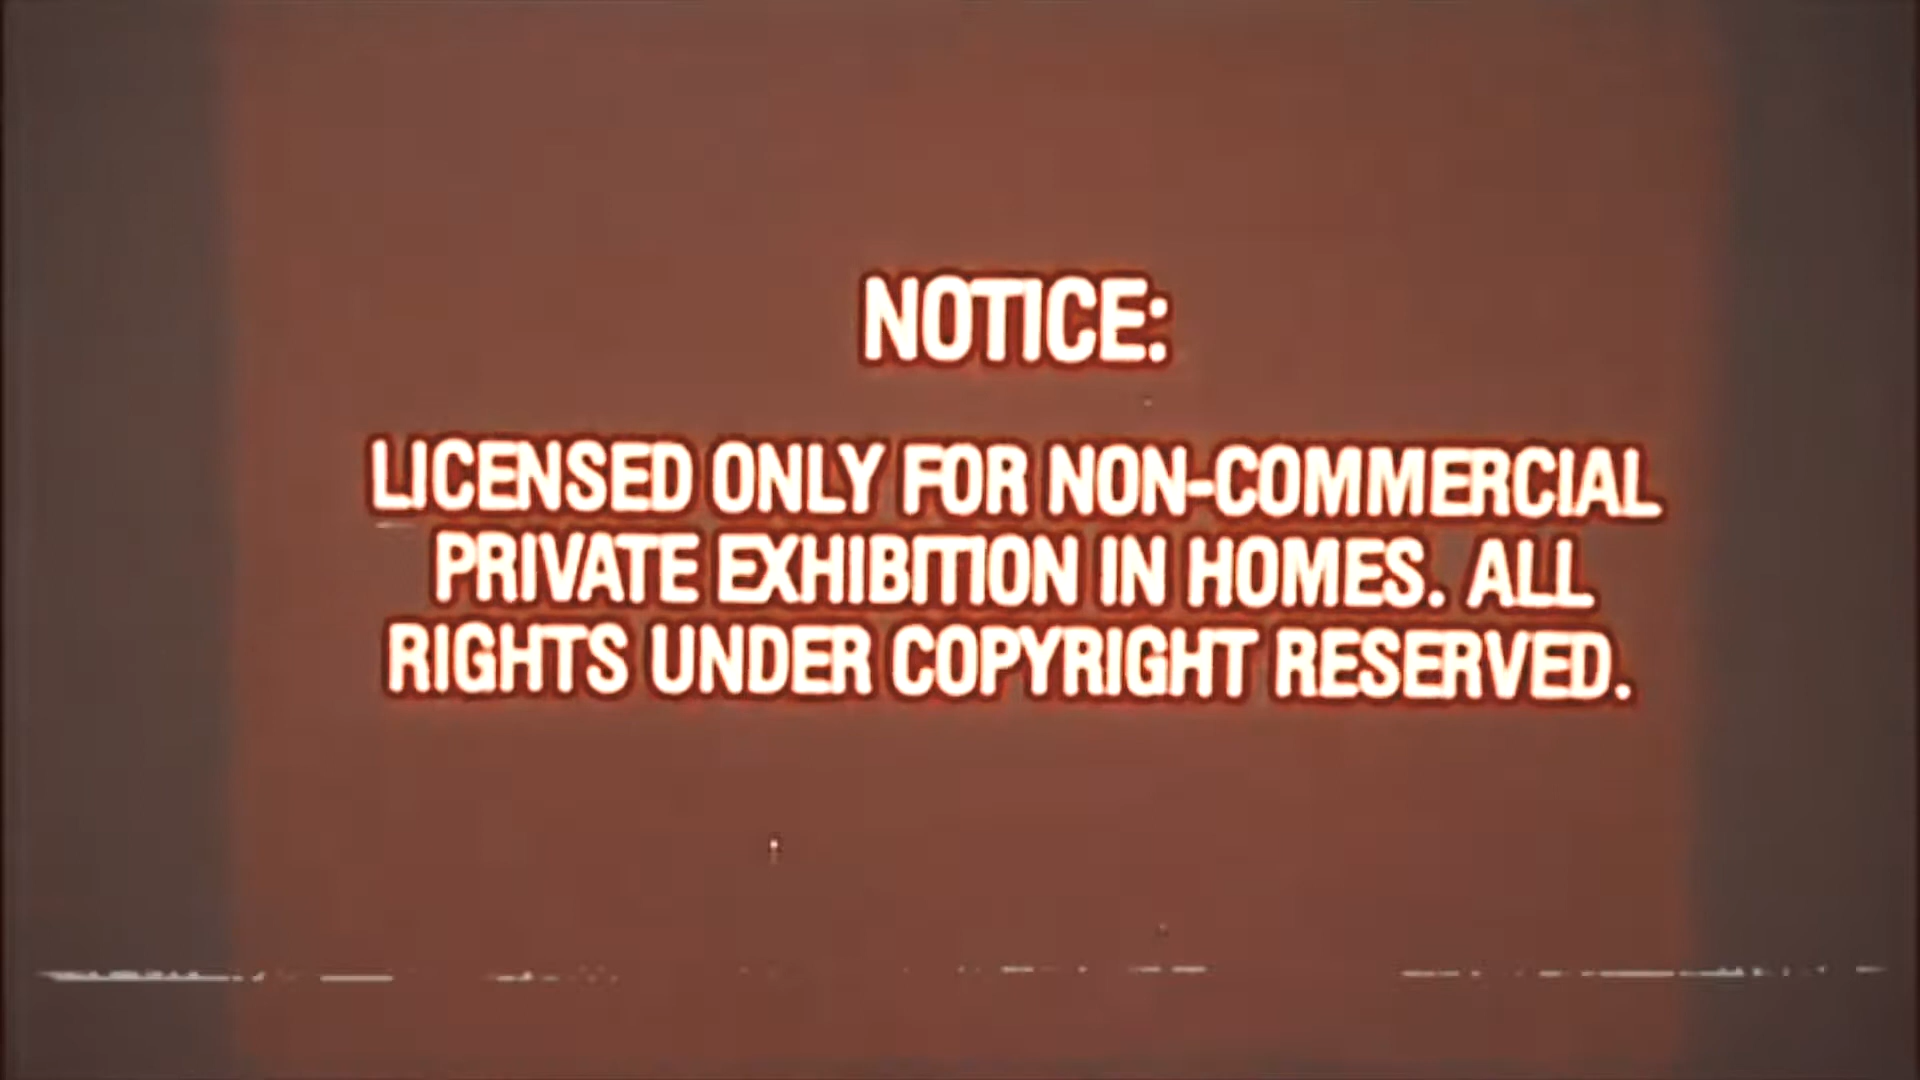 NOTICE:
LICENSED ONLY FOR NON-COMMERCIAL
PRIVATE EXHIBITION IN HOMES. ALL
RIGHTS UNDER COPYRIGHT RESERVED.